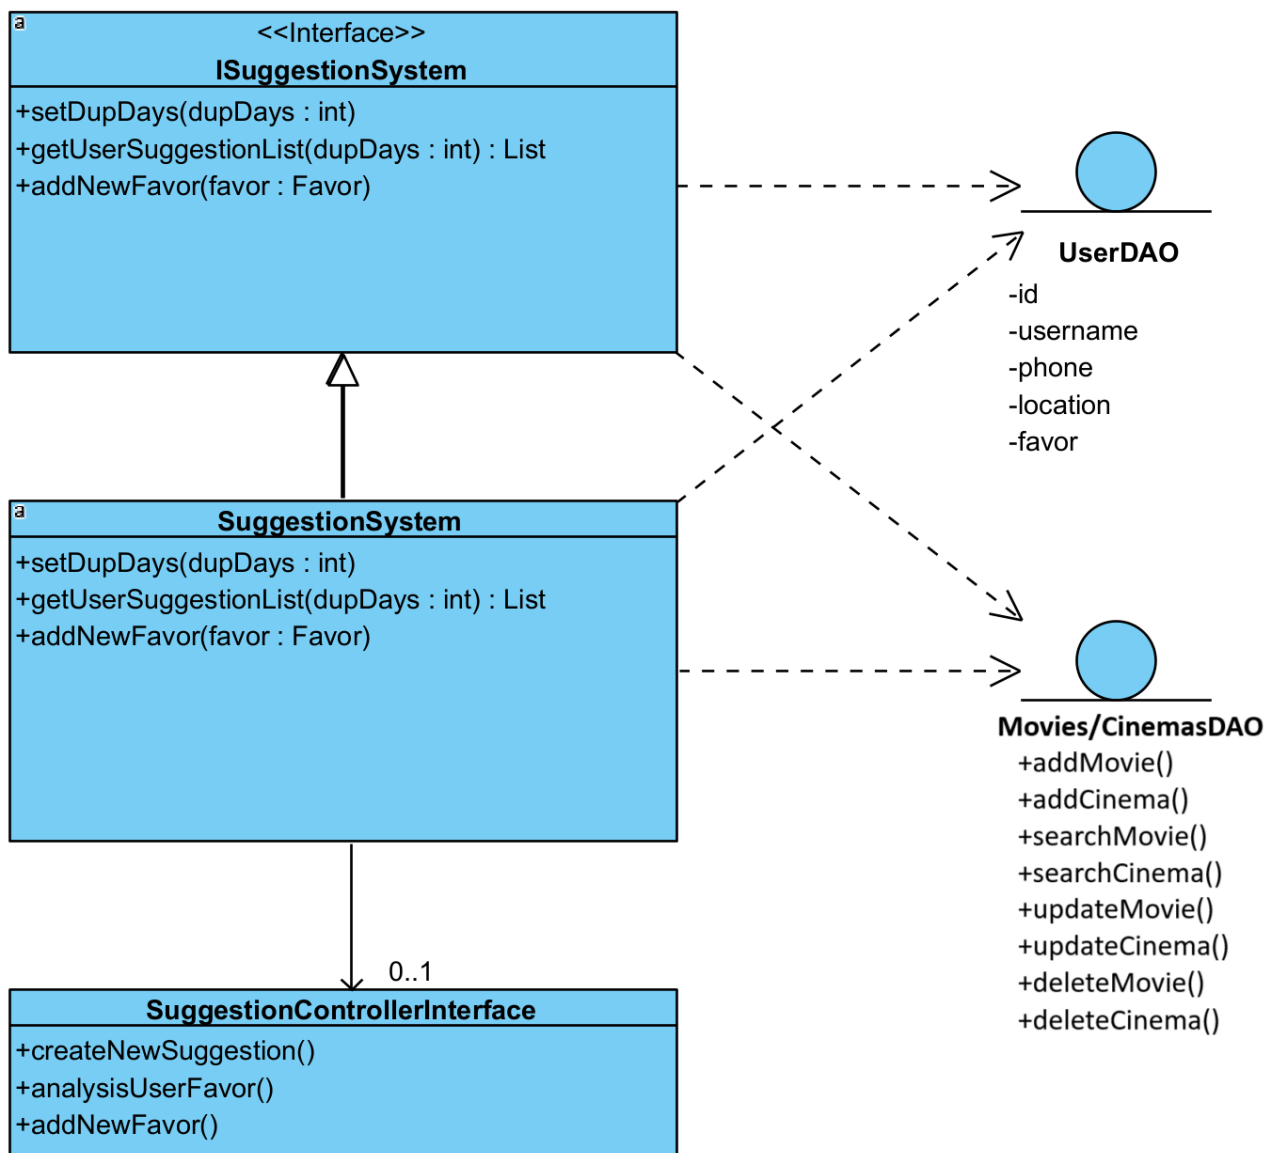 a
<<Interface>>
ISuggestionSystem
+setDupDays(dupDays : int)
+getUserSuggestionList(dupDays : int) : List
+addNewFavor(favor : Favor)
UserDAO
-id
-username
-phone
-location
-favor
a
SuggestionSystem
+setDupDays(dupDays : int)
+getUserSuggestionList(dupDays : int) : List
+addNewFavor(favor : Favor)
Movies/CinemasDAO
+addMovie()
+addCinema()
+searchMovie()
+searchCinema()
+updateMovie()
+updateCinema()
+deleteMovie()
+deleteCinema()
0..1
SuggestionControllerInterface
+createNewSuggestion()
+analysisUserFavor()
+addNewFavor()